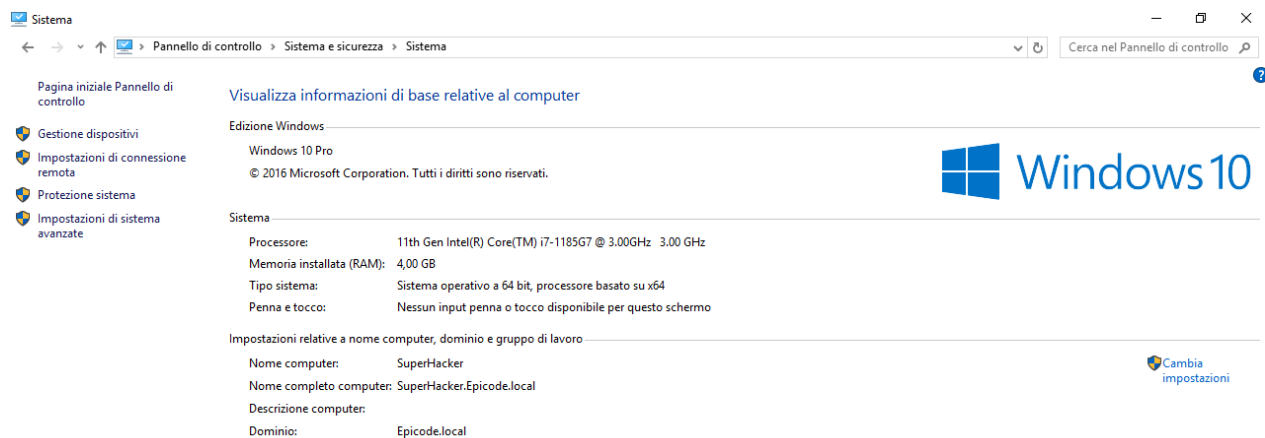 Sistema
Pannello di controllo > Sistema e sicurezza > Sistema
Cerca nel Pannello di controllo
?
Pagina iniziale Pannello di
controllo
Gestione dispositivi
Impostazioni di connessione
remota
Protezione sistema
Impostazioni di sistema
avanzate
Visualizza informazioni di base relative al computer
Edizione Windows
Windows 10 Pro
© 2016 Microsoft Corporation. Tutti i diritti sono riservati.
Windows 10
Sistema
Processore: 11th Gen Intel(R) Core(TM) i7-1185G7 @ 3.00GHz 3.00 GHz
Memoria installata (RAM): 4,00 GB
Tipo sistema: Sistema operativo a 64 bit, processore basato su x64
Penna e tocco: Nessun input penna o tocco disponibile per questo schermo
Impostazioni relative a nome computer, dominio e gruppo di lavoro
Nome computer: SuperHacker
Cambia
impostazioni
Nome completo computer: SuperHacker.Epicode.local
Descrizione computer:
Dominio: Epicode.local